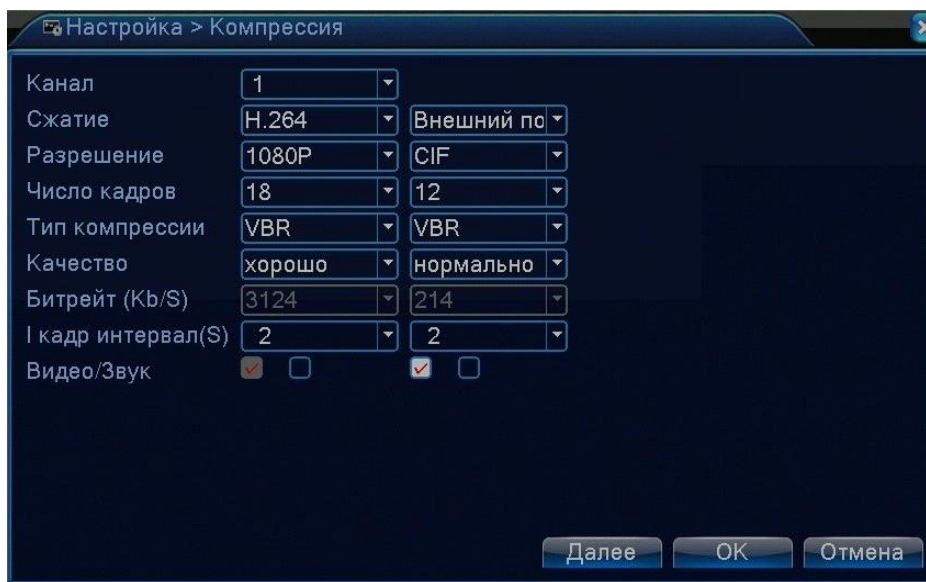 Настройка > Компрессия
Канал 1
Сжатие H.264 Внешний по
Разрешение 1080P CIF
Число кадров 18 12
Тип компрессии VBR VBR
Качество хорошо нормально
Битрейт (Kb/S) 3124 214
I кадр интервал(S) 2 2
Видео/Звук
Далее OK Отмена